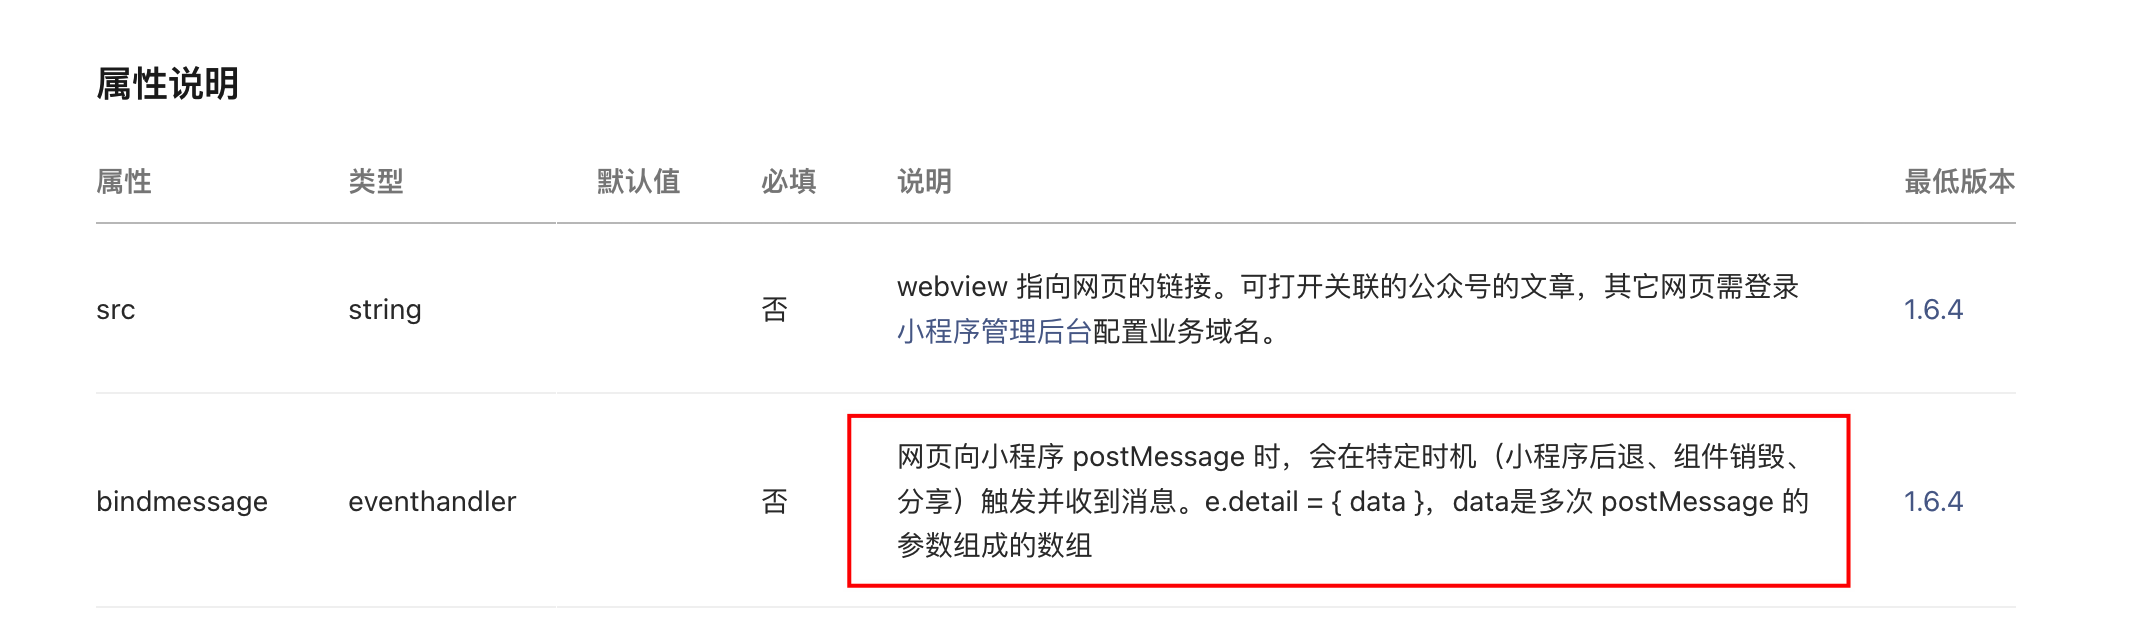 属性说明
属性 类型 默认值 必填 说明 最低版本
src string 否 webview 指向网页的链接。可打开关联的公众号的文章，其它网页需登录 1.6.4
小程序管理后台配置业务域名。
bindmessage eventhandler 否 网页向小程序 postMessage 时，会在特定时机（小程序后退、组件销毁、
分享）触发并收到消息。e.detail = { data }，data是多次 postMessage 的 1.6.4
参数组成的数组